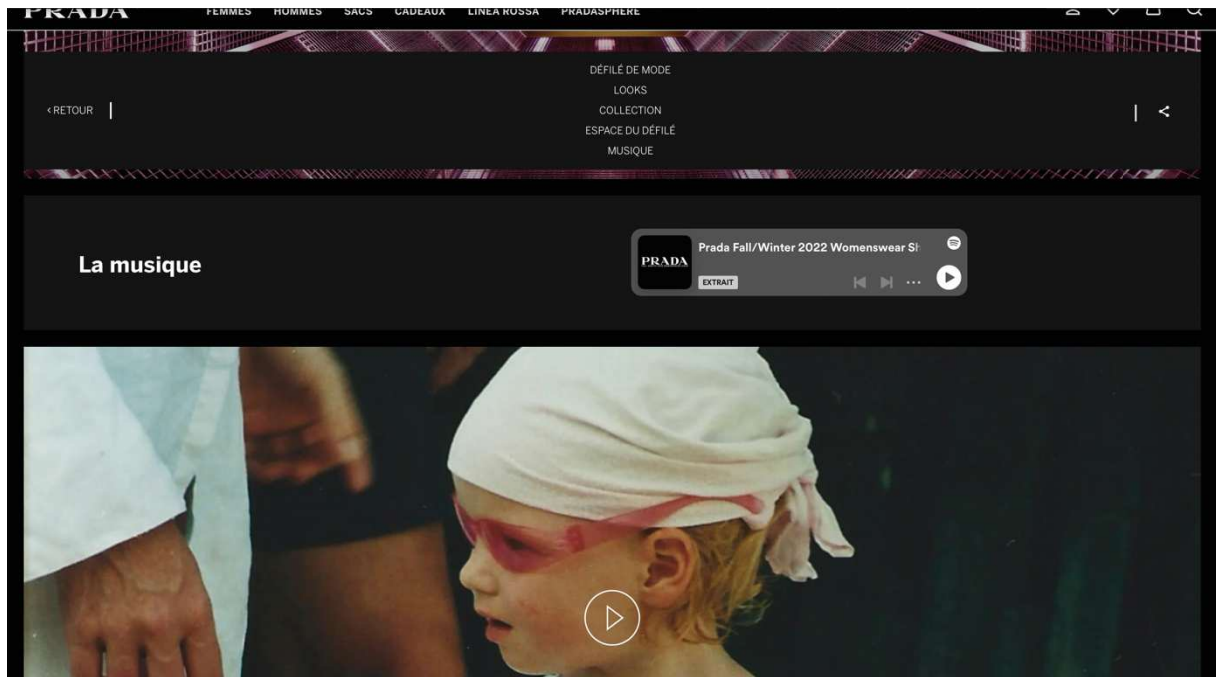 PRADA FEMMES HOMMES SACS CADEAUX LINEA ROSSA PRADASPHERE
DÉFILÉ DE MODE
LOOKS
COLLECTION
ESPACE DU DÉFILÉ
MUSIQUE
< RETOUR
La musique
PRADA
Prada Fall/Winter 2022 Womenswear Sh
EXTRAIT